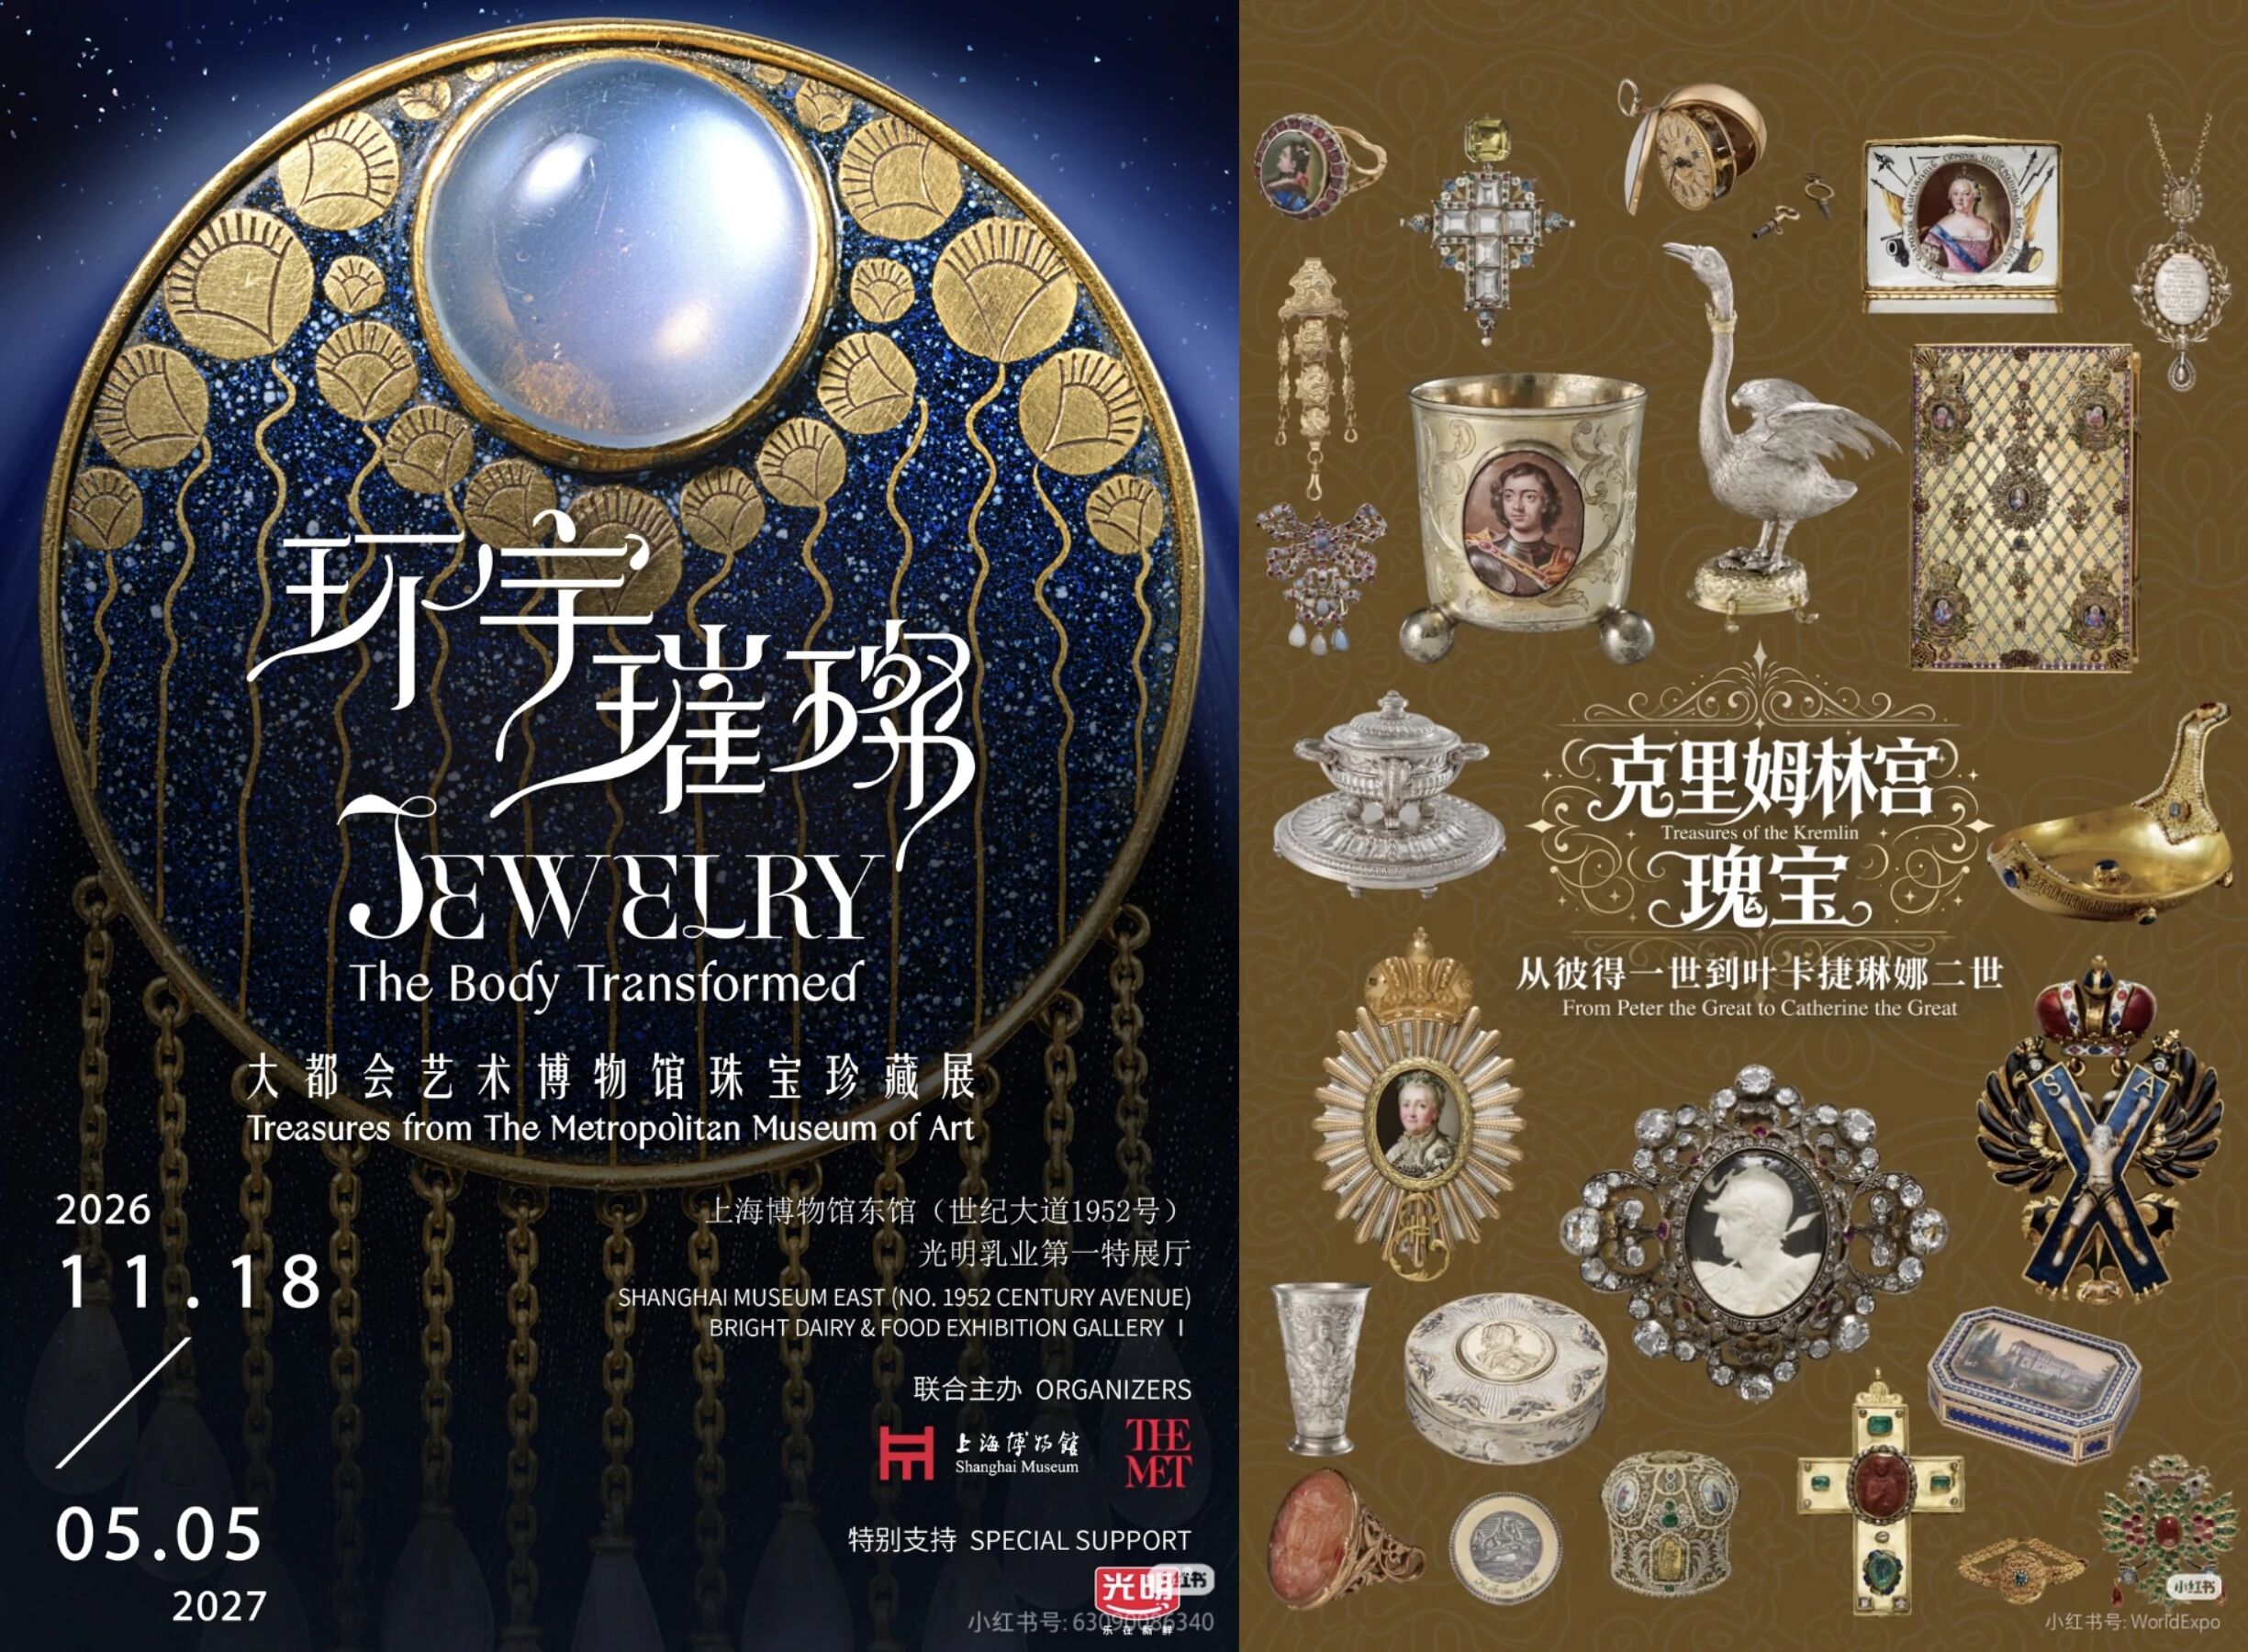 环宇
璀璨
JEWELRY
The Body Transformed
大都会艺术博物馆珠宝珍藏展
Treasures from The Metropolitan Museum of Art
2026
11.18
05.05
2027
上海博物馆东馆（世纪大道1952号）
光明乳业第一特展厅
SHANGHAI MUSEUM EAST (NO. 1952 CENTURY AVENUE)
BRIGHT DAIRY & FOOD EXHIBITION GALLERY I
联合主办 ORGANIZERS
上海博物館
Shanghai Museum
THE
MET
特别支持 SPECIAL SUPPORT
光明
乐在新鲜
小红书号: 63090086340
克里姆林宫
Treasures of the Kremlin
瑰宝
从彼得一世到叶卡捷琳娜二世
From Peter the Great to Catherine the Great
S A
小红书
小红书号: WorldExpo